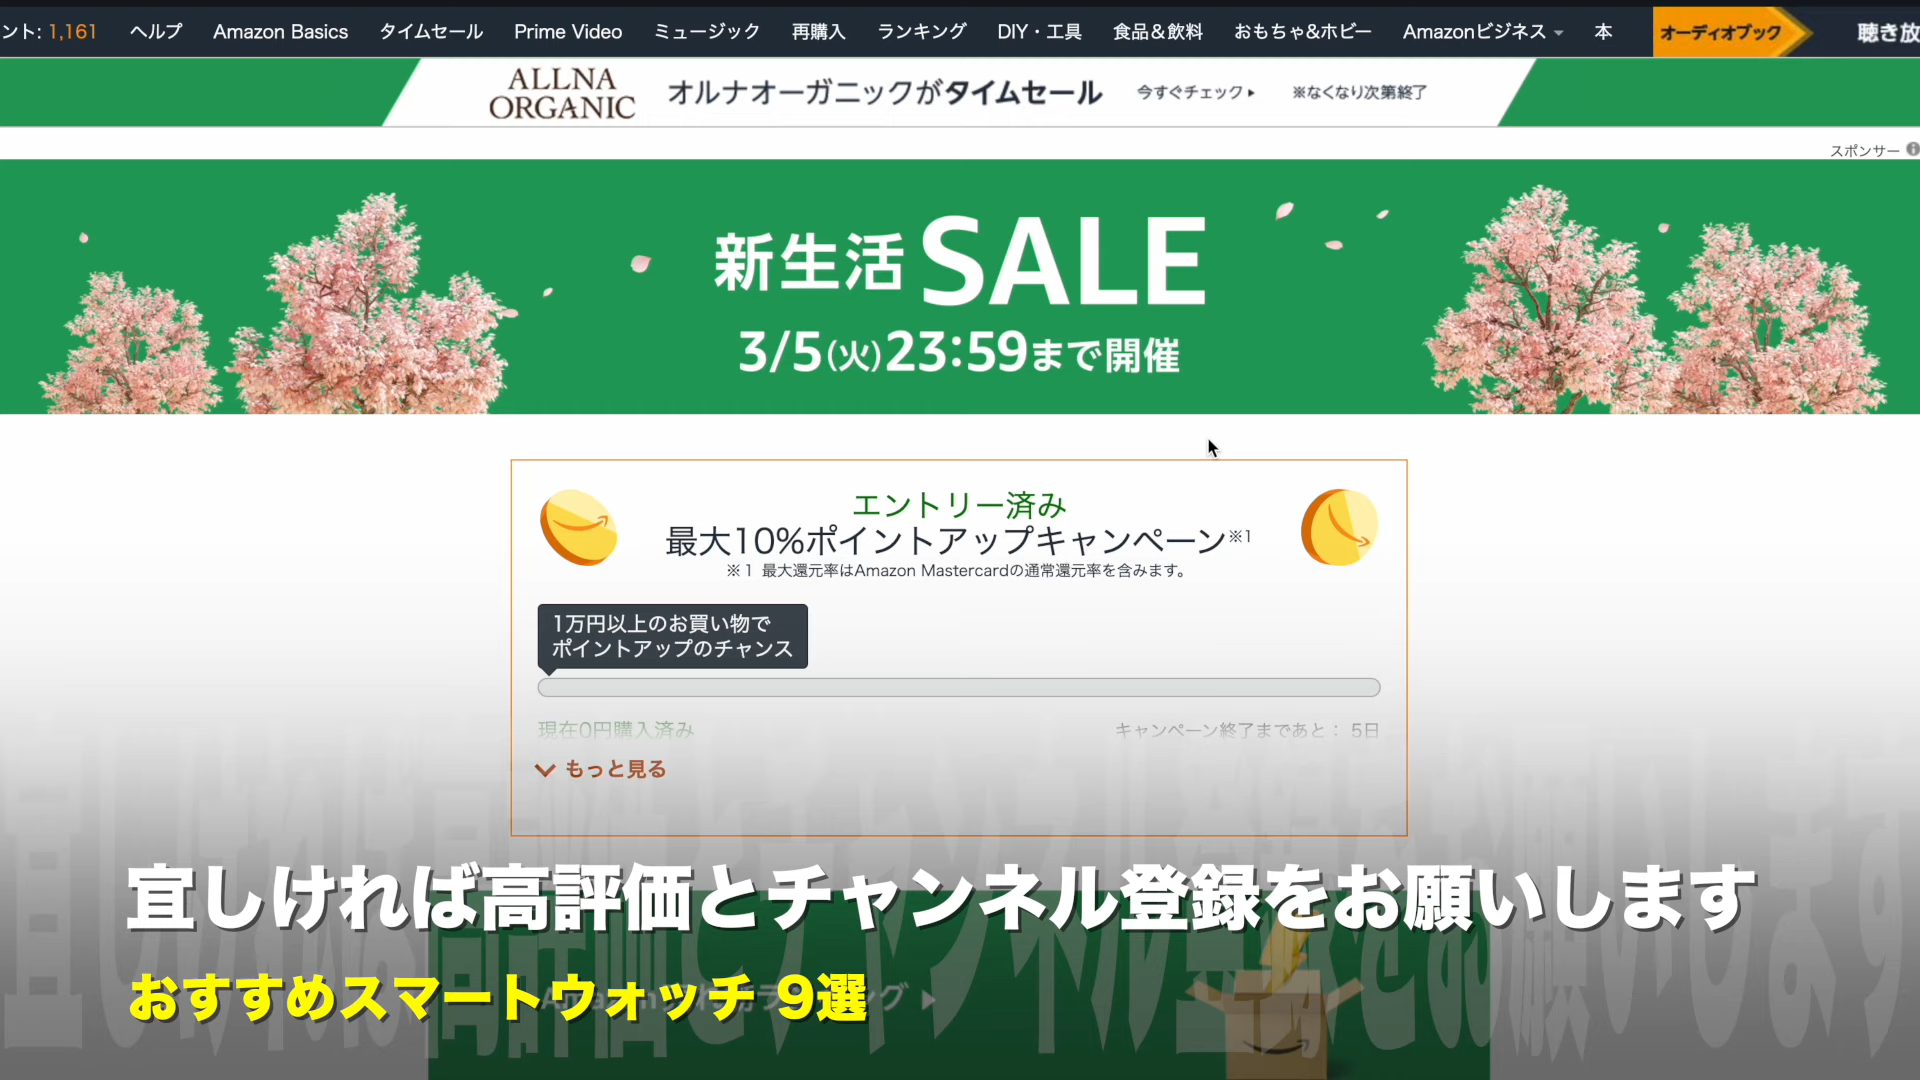 ント: 1,161 ヘルプ Amazon Basics タイムセール Prime Video ミュージック 再購入 ランキング DIY・工具 食品&飲料 おもちゃ&ホビー Amazonビジネス 本 オーディオブック 聴き放
ALLNA
ORGANIC
オルナオーガニックがタイムセール 今すぐチェック ※なくなり次第終了
スポンサー
新生活SALE
3/5(火)23:59まで開催
エントリー済み
最大10%ポイントアップキャンペーン※1
※1 最大還元率はAmazon Mastercardの通常還元率を含みます。
1万円以上のお買い物で
ポイントアップのチャンス
現在0円購入済み キャンペーン終了まであと： 5日
もっと見る
宜しければ高評価とチャンネル登録をお願いします
おすすめスマートウォッチ 9選